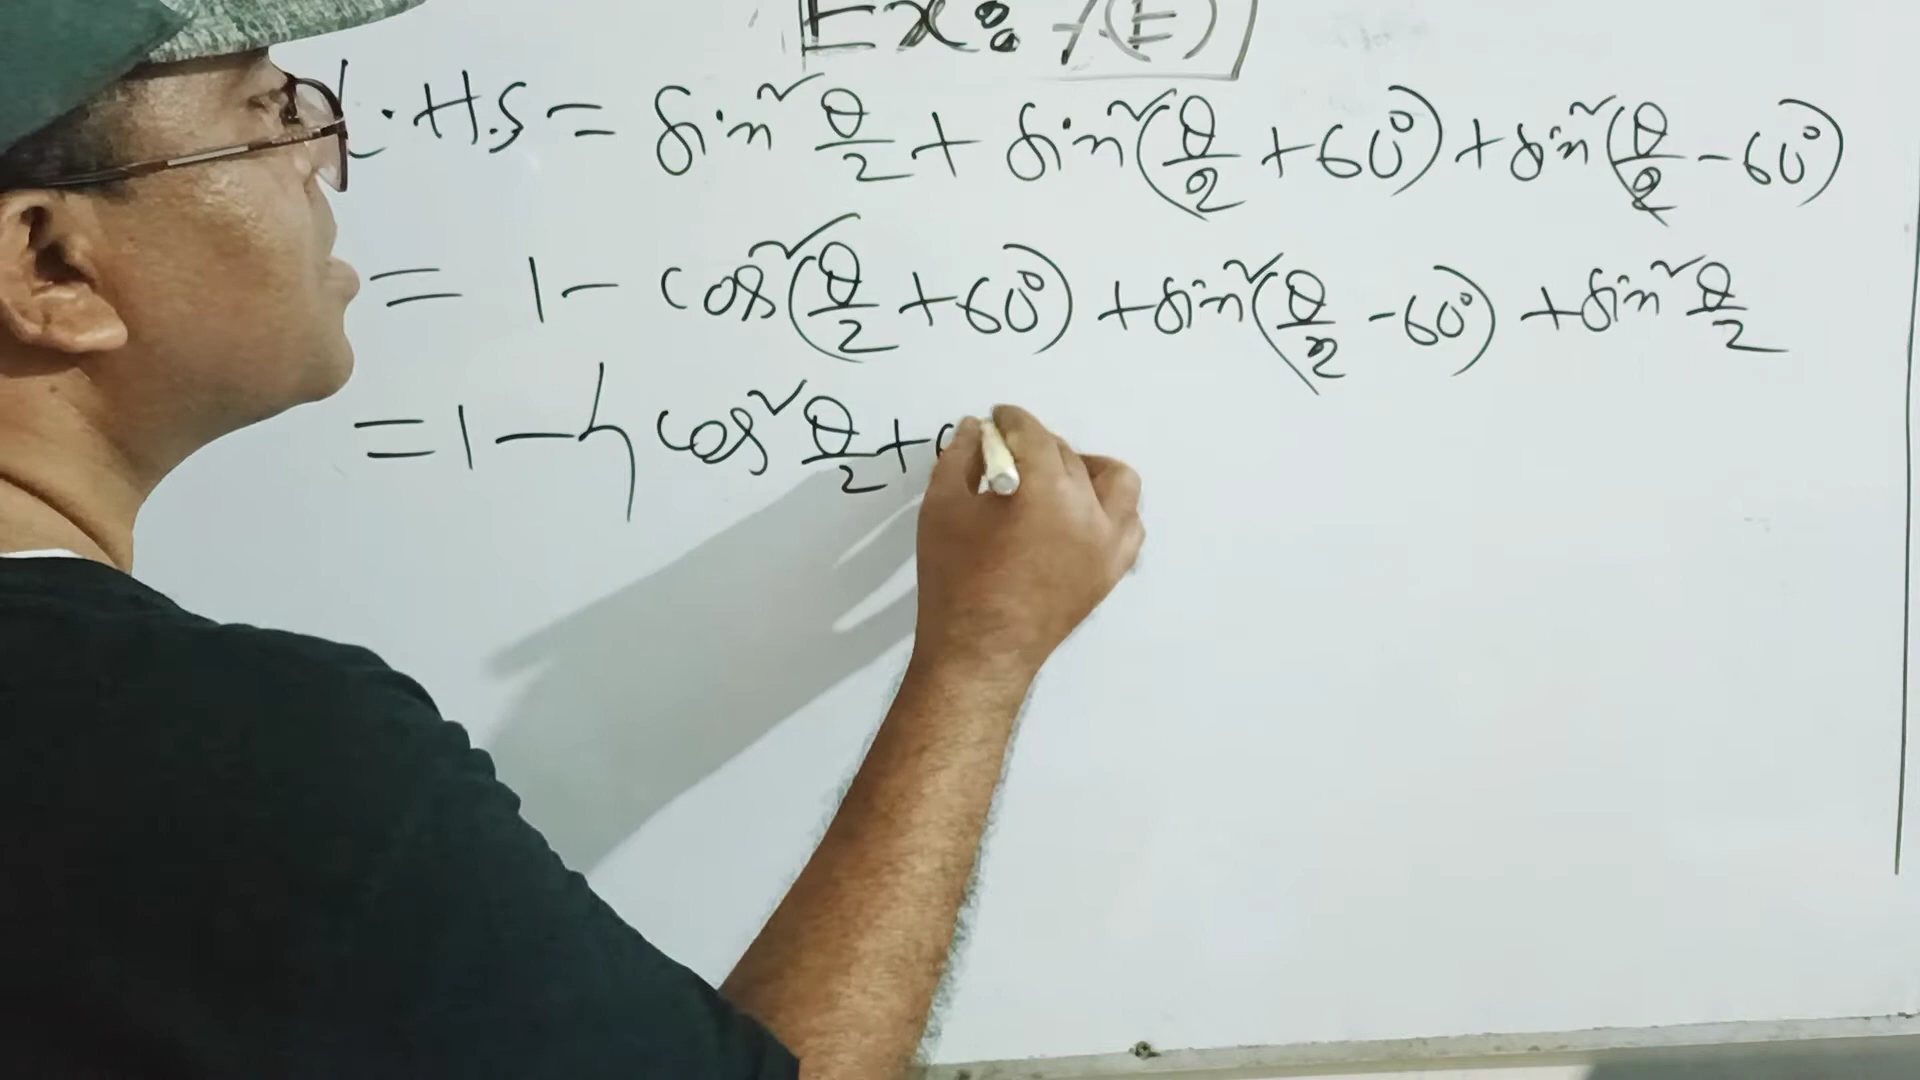 Ex: 7(E)
L.H.S = sin² θ/2 + sin²(θ/2 + 60°) + sin²(θ/2 - 60°)
= 1 - cos²(θ/2 + 60°) + sin²(θ/2 - 60°) + sin² θ/2
= 1 - { cos² θ/2 +